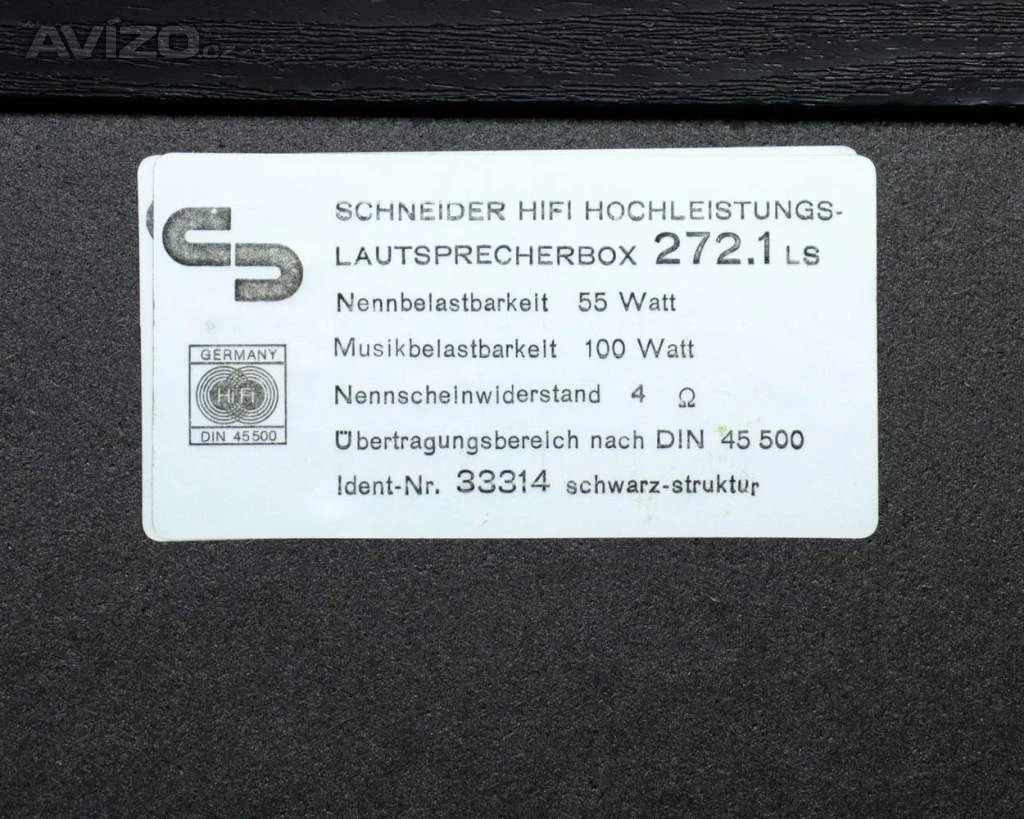 AVIZO.cz
SCHNEIDER HIFI HOCHLEISTUNGS-
LAUTSPRECHERBOX 272.1 LS
Nennbelastbarkeit 55 Watt
Musikbelastbarkeit 100 Watt
Nennscheinwiderstand 4 Ω
Übertragungsbereich nach DIN 45 500
Ident-Nr. 33314 schwarz-struktur
GERMANY
HiFi
DIN 45500